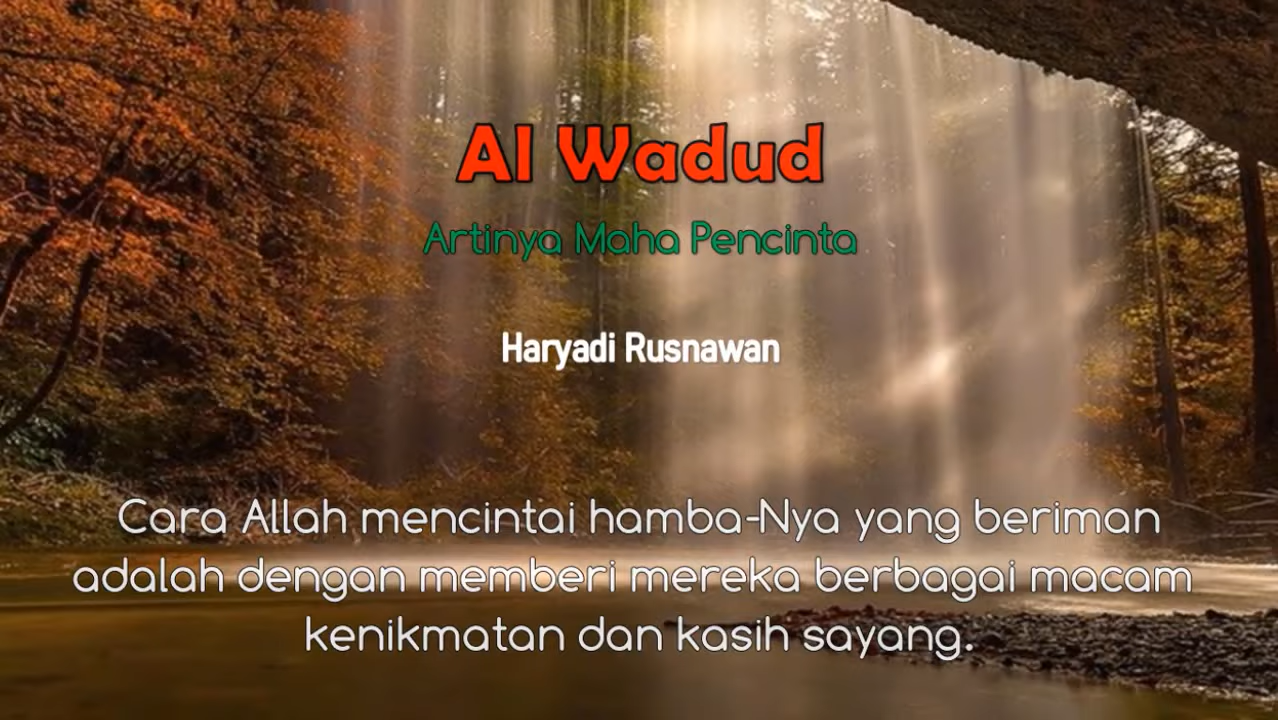 Al Wadud
Artinya Maha Pencinta
Haryadi Rusnawan
Cara Allah mencintai hamba-Nya yang beriman
adalah dengan memberi mereka berbagai macam
kenikmatan dan kasih sayang.